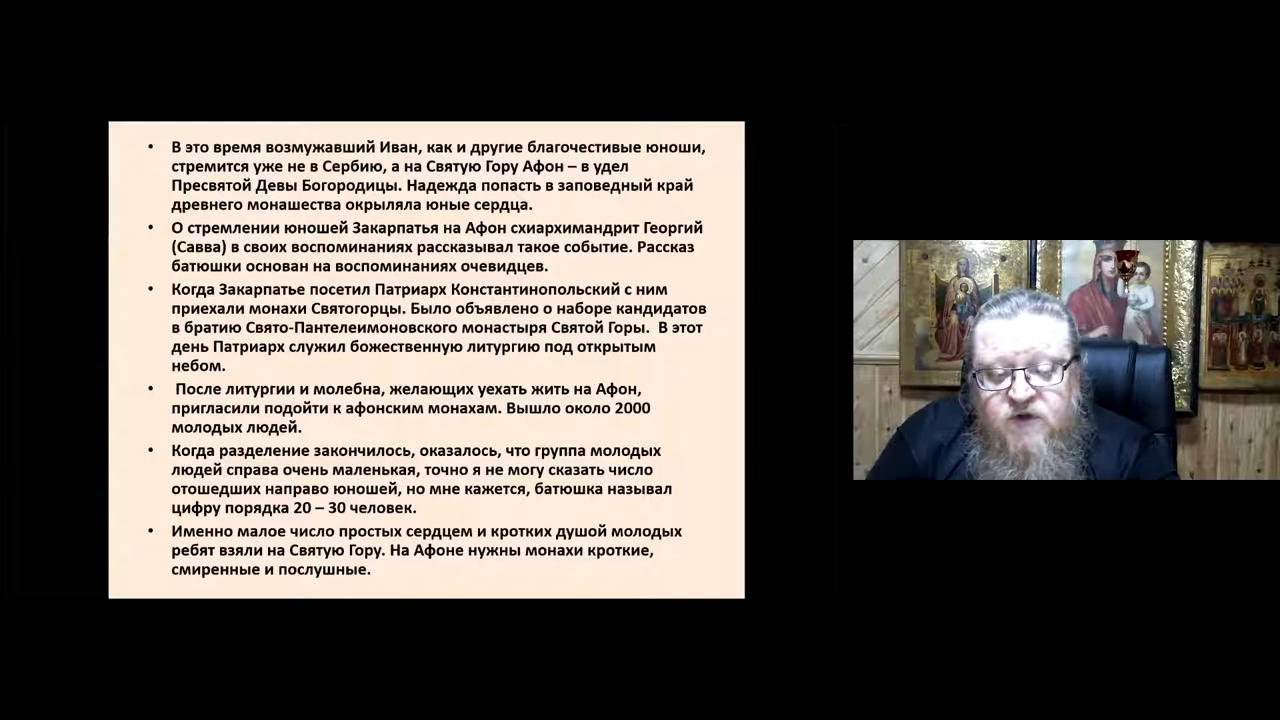 • В это время возмужавший Иван, как и другие благочестивые юноши,
стремится уже не в Сербию, а на Святую Гору Афон – в удел
Пресвятой Девы Богородицы. Надежда попасть в заповедный край
древнего монашества окрыляла юные сердца.
• О стремлении юношей Закарпатья на Афон схиархимандрит Георгий
(Савва) в своих воспоминаниях рассказывал такое событие. Рассказ
батюшки основан на воспоминаниях очевидцев.
• Когда Закарпатье посетил Патриарх Константинопольский с ним
приехали монахи Святогорцы. Было объявлено о наборе кандидатов
в братию Свято-Пантелеимоновского монастыря Святой Горы. В этот
день Патриарх служил божественную литургию под открытым
небом.
• После литургии и молебна, желающих уехать жить на Афон,
пригласили подойти к афонским монахам. Вышло около 2000
молодых людей.
• Когда разделение закончилось, оказалось, что группа молодых
людей справа очень маленькая, точно я не могу сказать число
отошедших направо юношей, но мне кажется, батюшка называл
цифру порядка 20 – 30 человек.
• Именно малое число простых сердцем и кротких душой молодых
ребят взяли на Святую Гору. На Афоне нужны монахи кроткие,
смиренные и послушные.